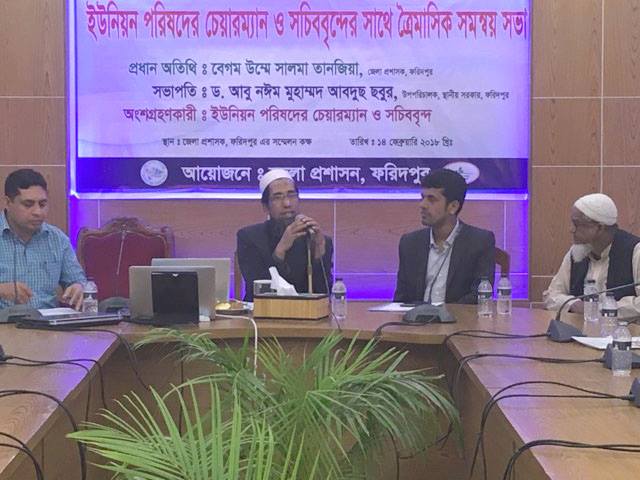 ইউনিয়ন পরিষদের চেয়ারম্যান ও সচিববৃন্দের সাথে ত্রৈমাসিক সমন্বয় সভা
প্রধান অতিথি ঃ বেগম উম্মে সালমা তানজিয়া, জেলা প্রশাসক, ফরিদপুর
সভাপতি ঃ ড. আবু নঈম মুহাম্মদ আবদুছ ছবুর, উপপরিচালক, স্থানীয় সরকার, ফরিদপুর
অংশগ্রহণকারী ঃ ইউনিয়ন পরিষদের চেয়ারম্যান ও সচিববৃন্দ
স্থান ঃ জেলা প্রশাসক, ফরিদপুর এর সম্মেলন কক্ষ তারিখ ঃ ১৪ ফেব্রুয়ারি ২০১৮ খ্রিঃ
আয়োজনে ঃ জেলা প্রশাসন, ফরিদপুর